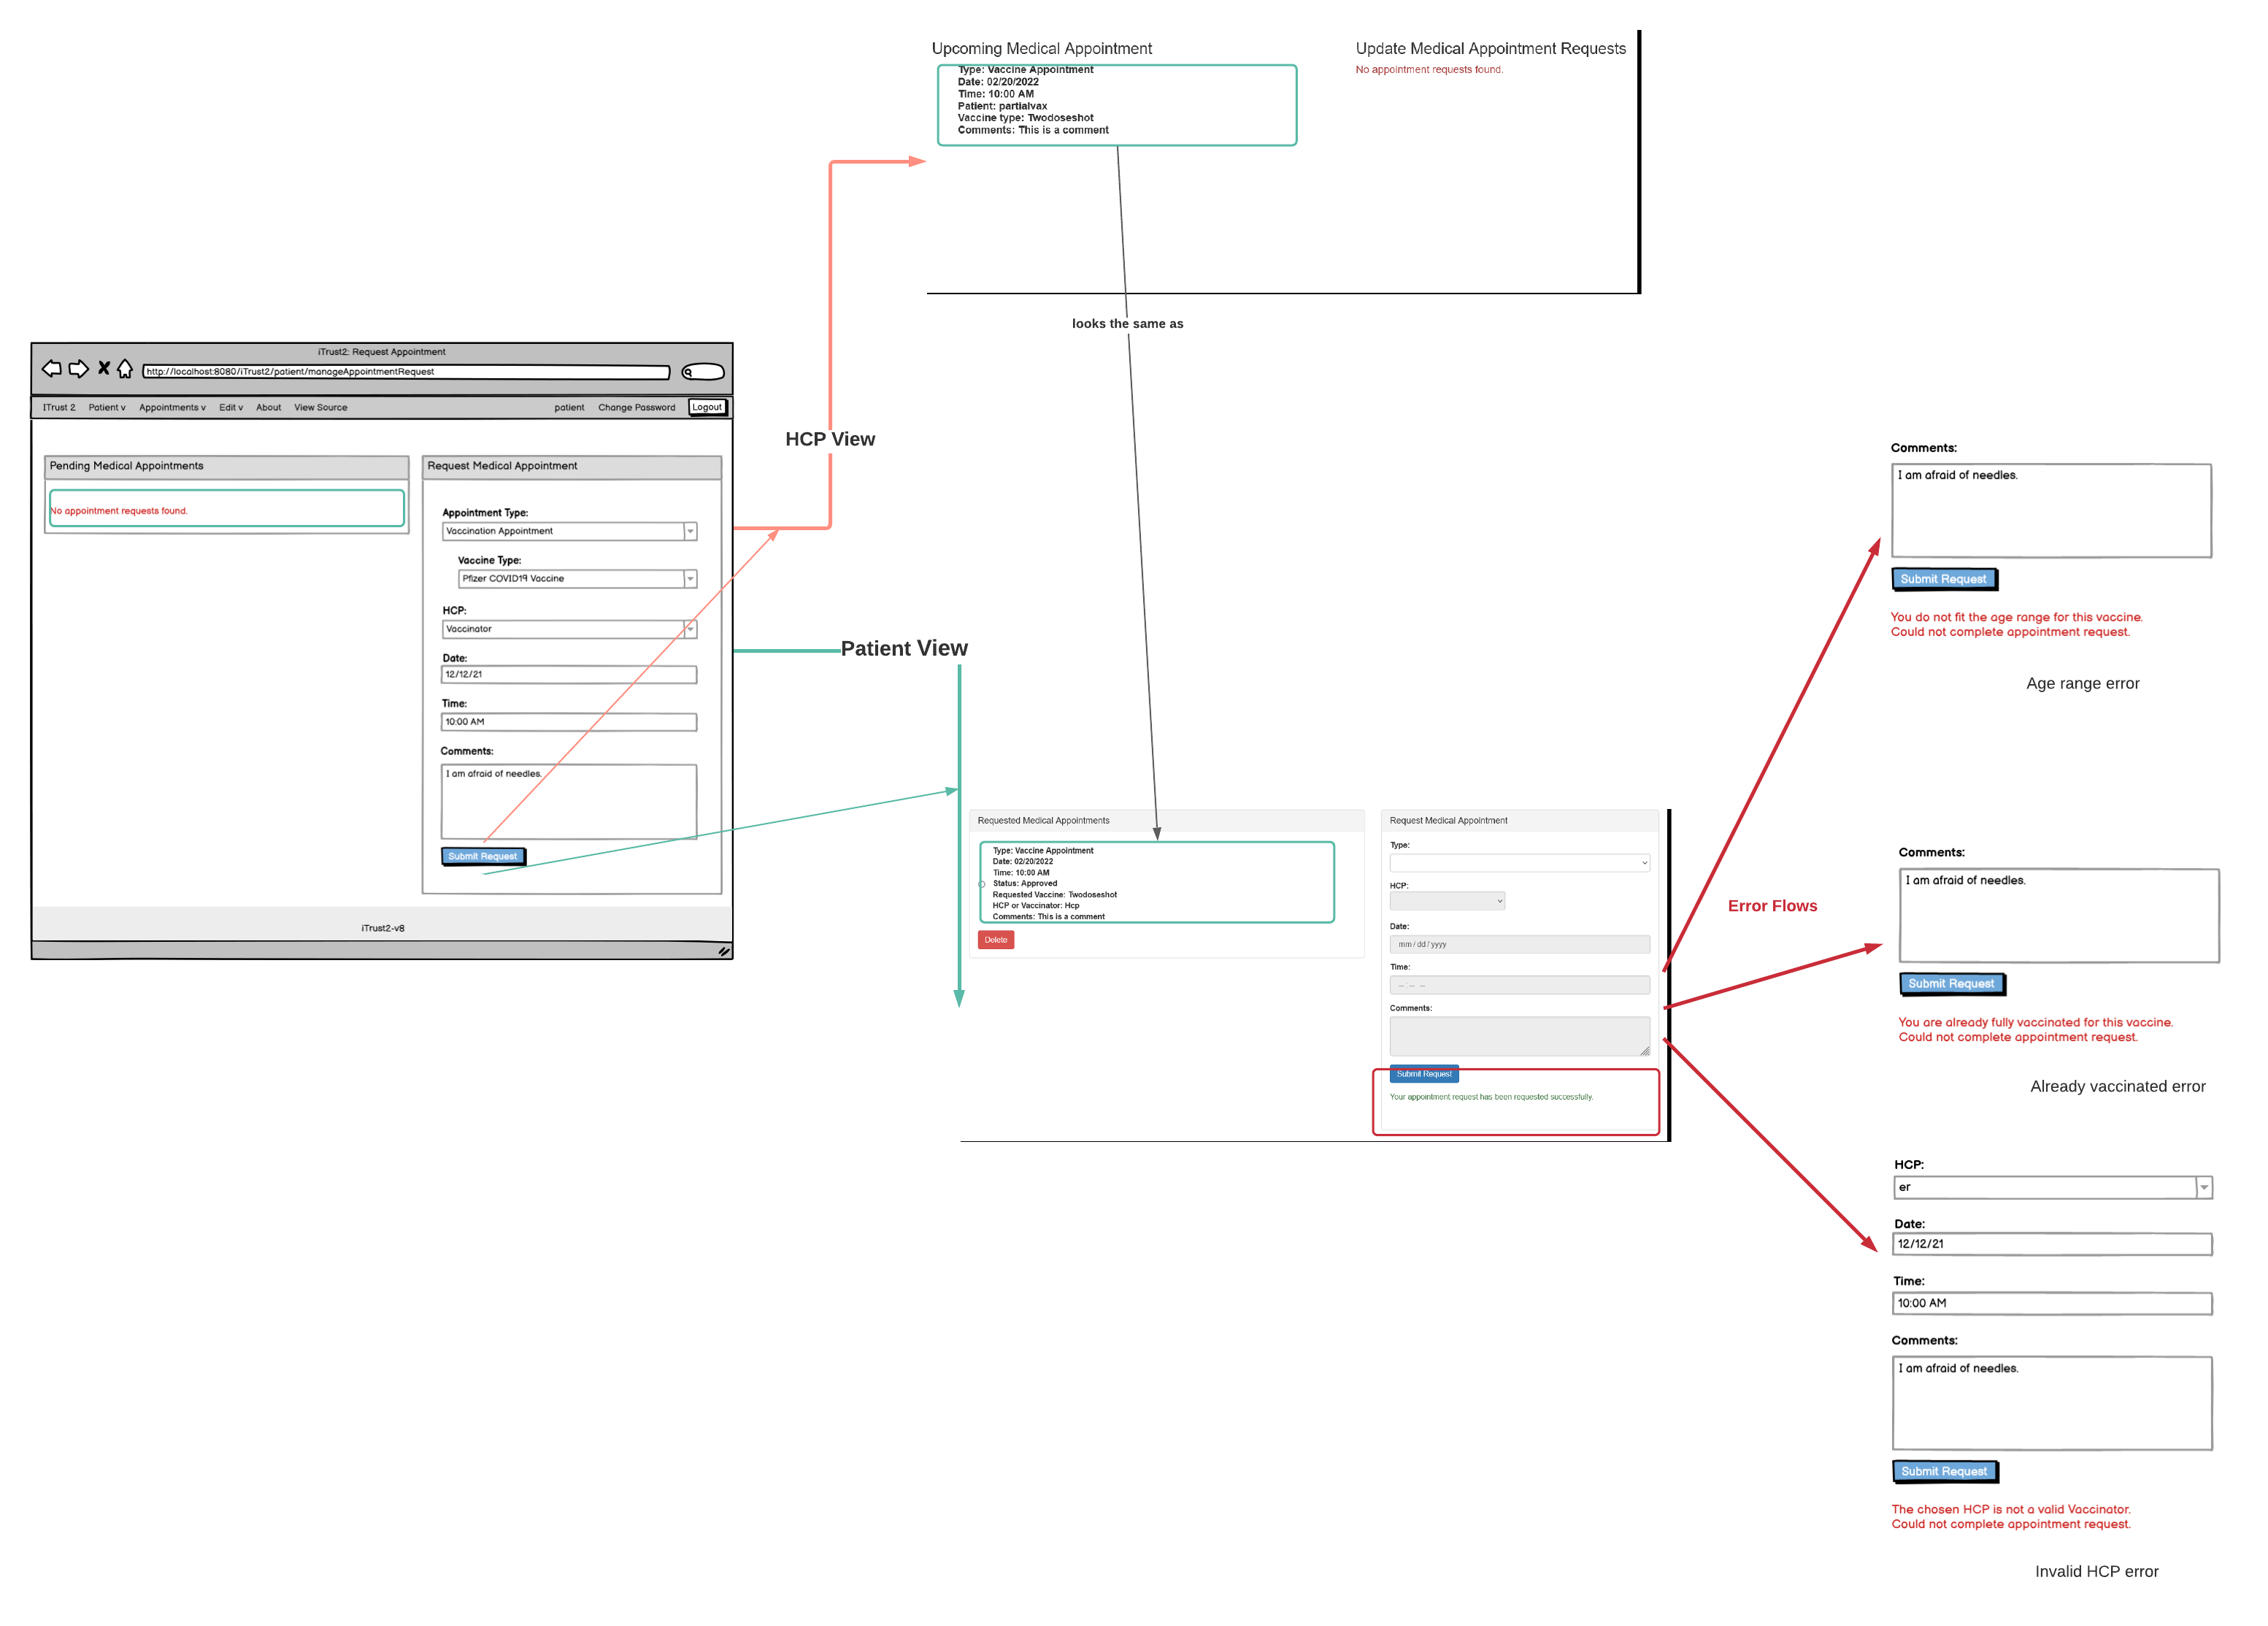 Upcoming Medical Appointment
Type: Vaccine Appointment
Date: 02/20/2022
Time: 10:00 AM
Patient: partialvax
Vaccine type: Twodoseshot
Comments: This is a comment
Update Medical Appointment Requests
No appointment requests found.
looks the same as
iTrust2: Request Appointment
http://localhost:8080/iTrust2/patient/manageAppointmentRequest
ITrust 2 Patient v Appointments v Edit v About View Source patient Change Password Logout
Pending Medical Appointments
No appointment requests found.
Request Medical Appointment
Appointment Type:
Vaccination Appointment
Vaccine Type:
Pfizer COVID19 Vaccine
HCP:
Vaccinator
Date:
12/12/21
Time:
10:00 AM
Comments:
I am afraid of needles.
Submit Request
iTrust2-v8
HCP View
Patient View
Requested Medical Appointments
Type: Vaccine Appointment
Date: 02/20/2022
Time: 10:00 AM
Status: Approved
Requested Vaccine: Twodoseshot
HCP or Vaccinator: Hcp
Comments: This is a comment
Delete
Request Medical Appointment
Type:
HCP:
Date:
mm / dd / yyyy
Time:
-- : -- --
Comments:
Submit Request
Your appointment request has been requested successfully.
Error Flows
Comments:
I am afraid of needles.
Submit Request
You do not fit the age range for this vaccine.
Could not complete appointment request.
Age range error
Comments:
I am afraid of needles.
Submit Request
You are already fully vaccinated for this vaccine.
Could not complete appointment request.
Already vaccinated error
HCP:
er
Date:
12/12/21
Time:
10:00 AM
Comments:
I am afraid of needles.
Submit Request
The chosen HCP is not a valid Vaccinator.
Could not complete appointment request.
Invalid HCP error